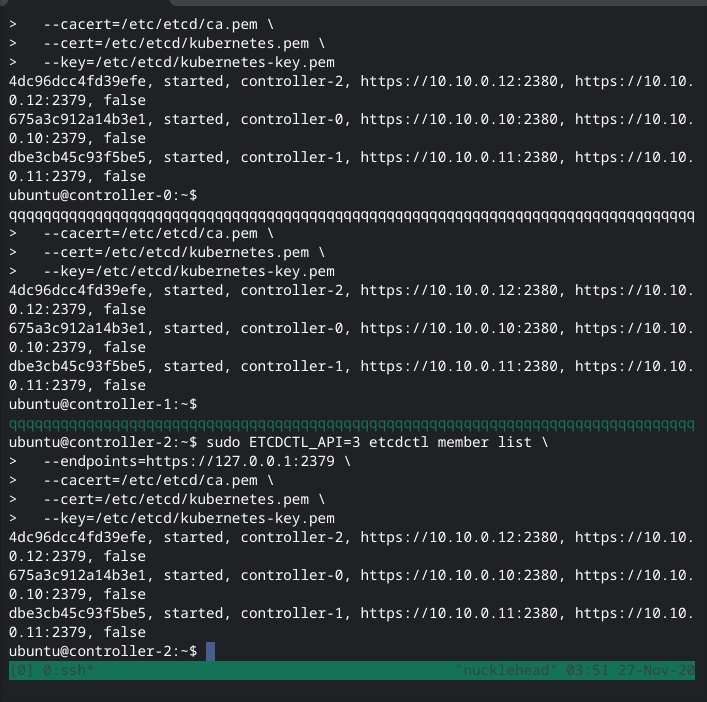 >   --cacert=/etc/etcd/ca.pem \
>   --cert=/etc/etcd/kubernetes.pem \
>   --key=/etc/etcd/kubernetes-key.pem
4dc96dcc4fd39efe, started, controller-2, https://10.10.0.12:2380, https://10.10.
0.12:2379, false
675a3c912a14b3e1, started, controller-0, https://10.10.0.10:2380, https://10.10.
0.10:2379, false
dbe3cb45c93f5be5, started, controller-1, https://10.10.0.11:2380, https://10.10.
0.11:2379, false
ubuntu@controller-0:~$
qqqqqqqqqqqqqqqqqqqqqqqqqqqqqqqqqqqqqqqqqqqqqqqqqqqqqqqqqqqqqqqqqqqqqqqqqqqqqqqq
>   --cacert=/etc/etcd/ca.pem \
>   --cert=/etc/etcd/kubernetes.pem \
>   --key=/etc/etcd/kubernetes-key.pem
4dc96dcc4fd39efe, started, controller-2, https://10.10.0.12:2380, https://10.10.
0.12:2379, false
675a3c912a14b3e1, started, controller-0, https://10.10.0.10:2380, https://10.10.
0.10:2379, false
dbe3cb45c93f5be5, started, controller-1, https://10.10.0.11:2380, https://10.10.
0.11:2379, false
ubuntu@controller-1:~$
qqqqqqqqqqqqqqqqqqqqqqqqqqqqqqqqqqqqqqqqqqqqqqqqqqqqqqqqqqqqqqqqqqqqqqqqqqqqqqqq
ubuntu@controller-2:~$ sudo ETCDCTL_API=3 etcdctl member list \
>   --endpoints=https://127.0.0.1:2379 \
>   --cacert=/etc/etcd/ca.pem \
>   --cert=/etc/etcd/kubernetes.pem \
>   --key=/etc/etcd/kubernetes-key.pem
4dc96dcc4fd39efe, started, controller-2, https://10.10.0.12:2380, https://10.10.
0.12:2379, false
675a3c912a14b3e1, started, controller-0, https://10.10.0.10:2380, https://10.10.
0.10:2379, false
dbe3cb45c93f5be5, started, controller-1, https://10.10.0.11:2380, https://10.10.
0.11:2379, false
ubuntu@controller-2:~$
[0] 0:ssh* "nucklehead" 03:51 27-Nov-20